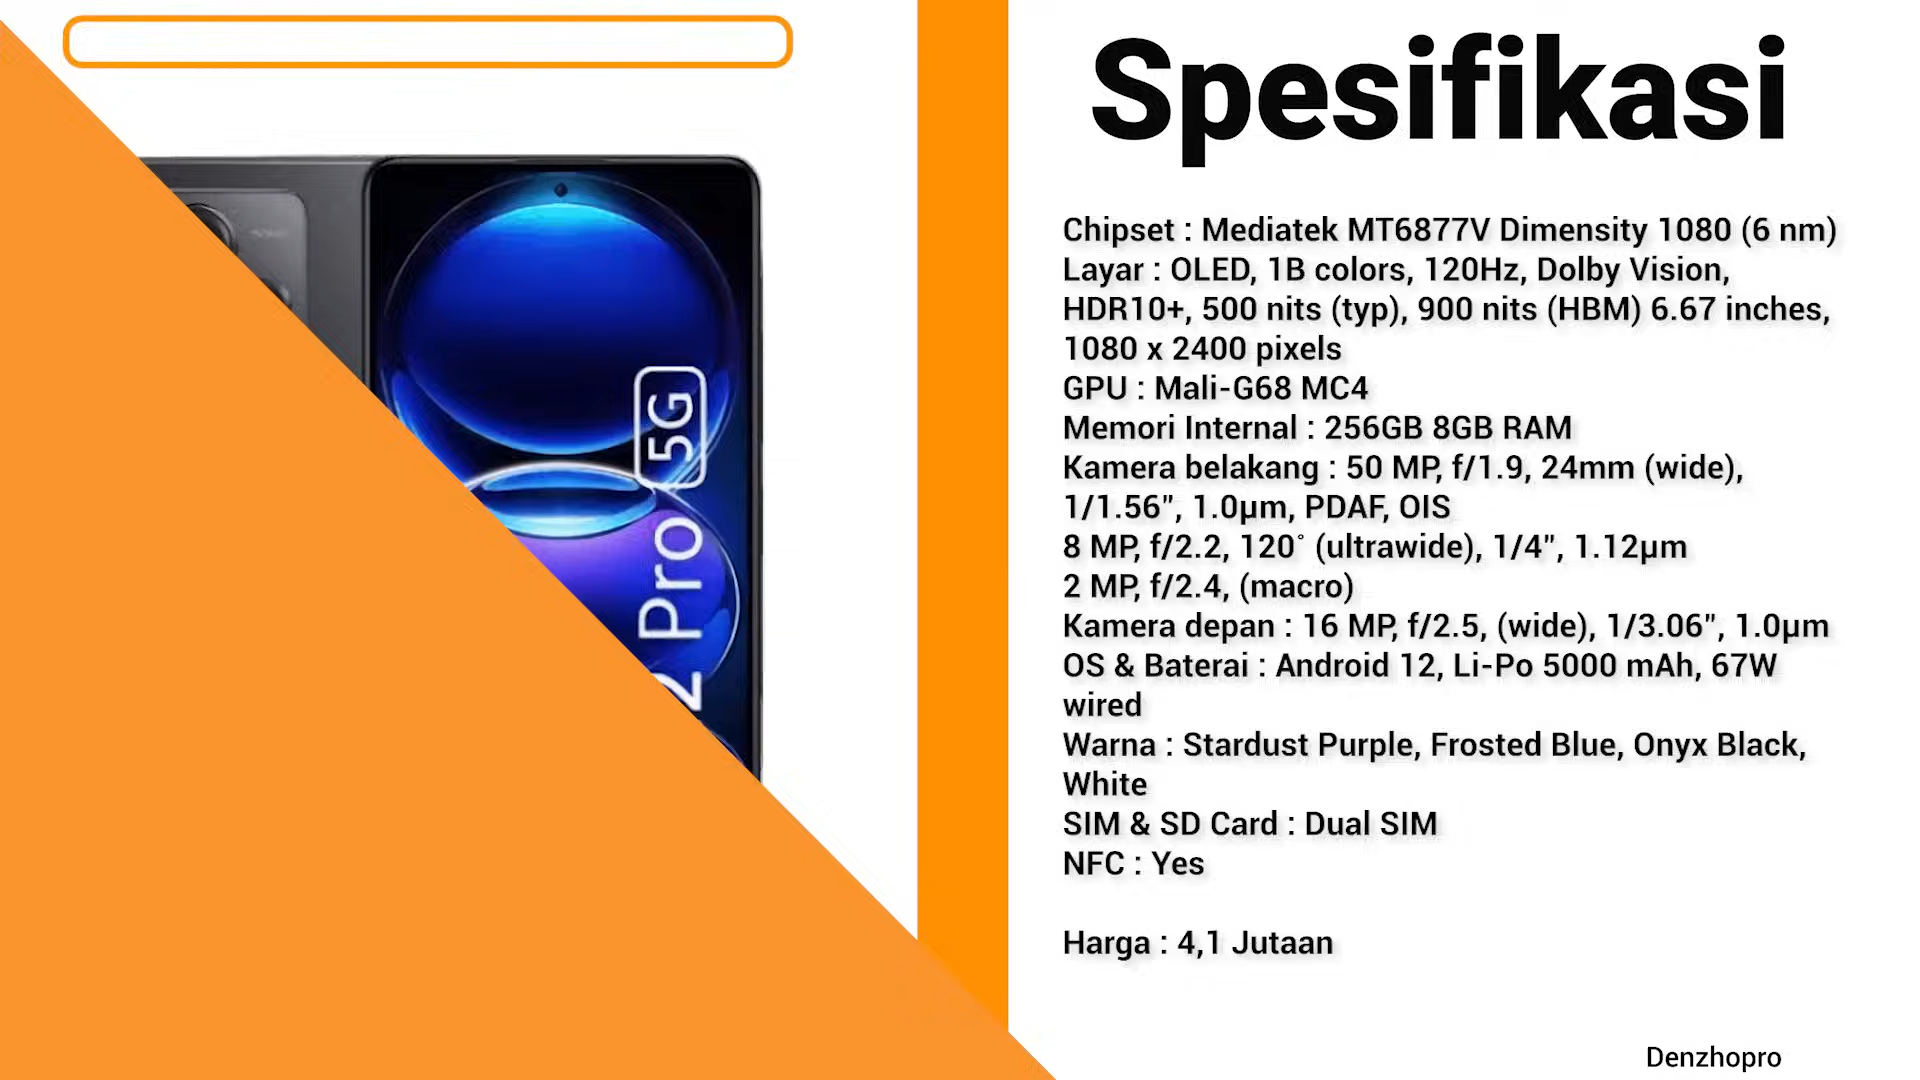 Spesifikasi
Chipset : Mediatek MT6877V Dimensity 1080 (6 nm)
Layar : OLED, 1B colors, 120Hz, Dolby Vision,
HDR10+, 500 nits (typ), 900 nits (HBM) 6.67 inches,
1080 x 2400 pixels
GPU : Mali-G68 MC4
Memori Internal : 256GB 8GB RAM
Kamera belakang : 50 MP, f/1.9, 24mm (wide),
1/1.56", 1.0µm, PDAF, OIS
8 MP, f/2.2, 120˚ (ultrawide), 1/4", 1.12µm
2 MP, f/2.4, (macro)
Kamera depan : 16 MP, f/2.5, (wide), 1/3.06", 1.0µm
OS & Baterai : Android 12, Li-Po 5000 mAh, 67W
wired
Warna : Stardust Purple, Frosted Blue, Onyx Black,
White
SIM & SD Card : Dual SIM
NFC : Yes
Harga : 4,1 Jutaan
2 Pro 5G
Denzhopro